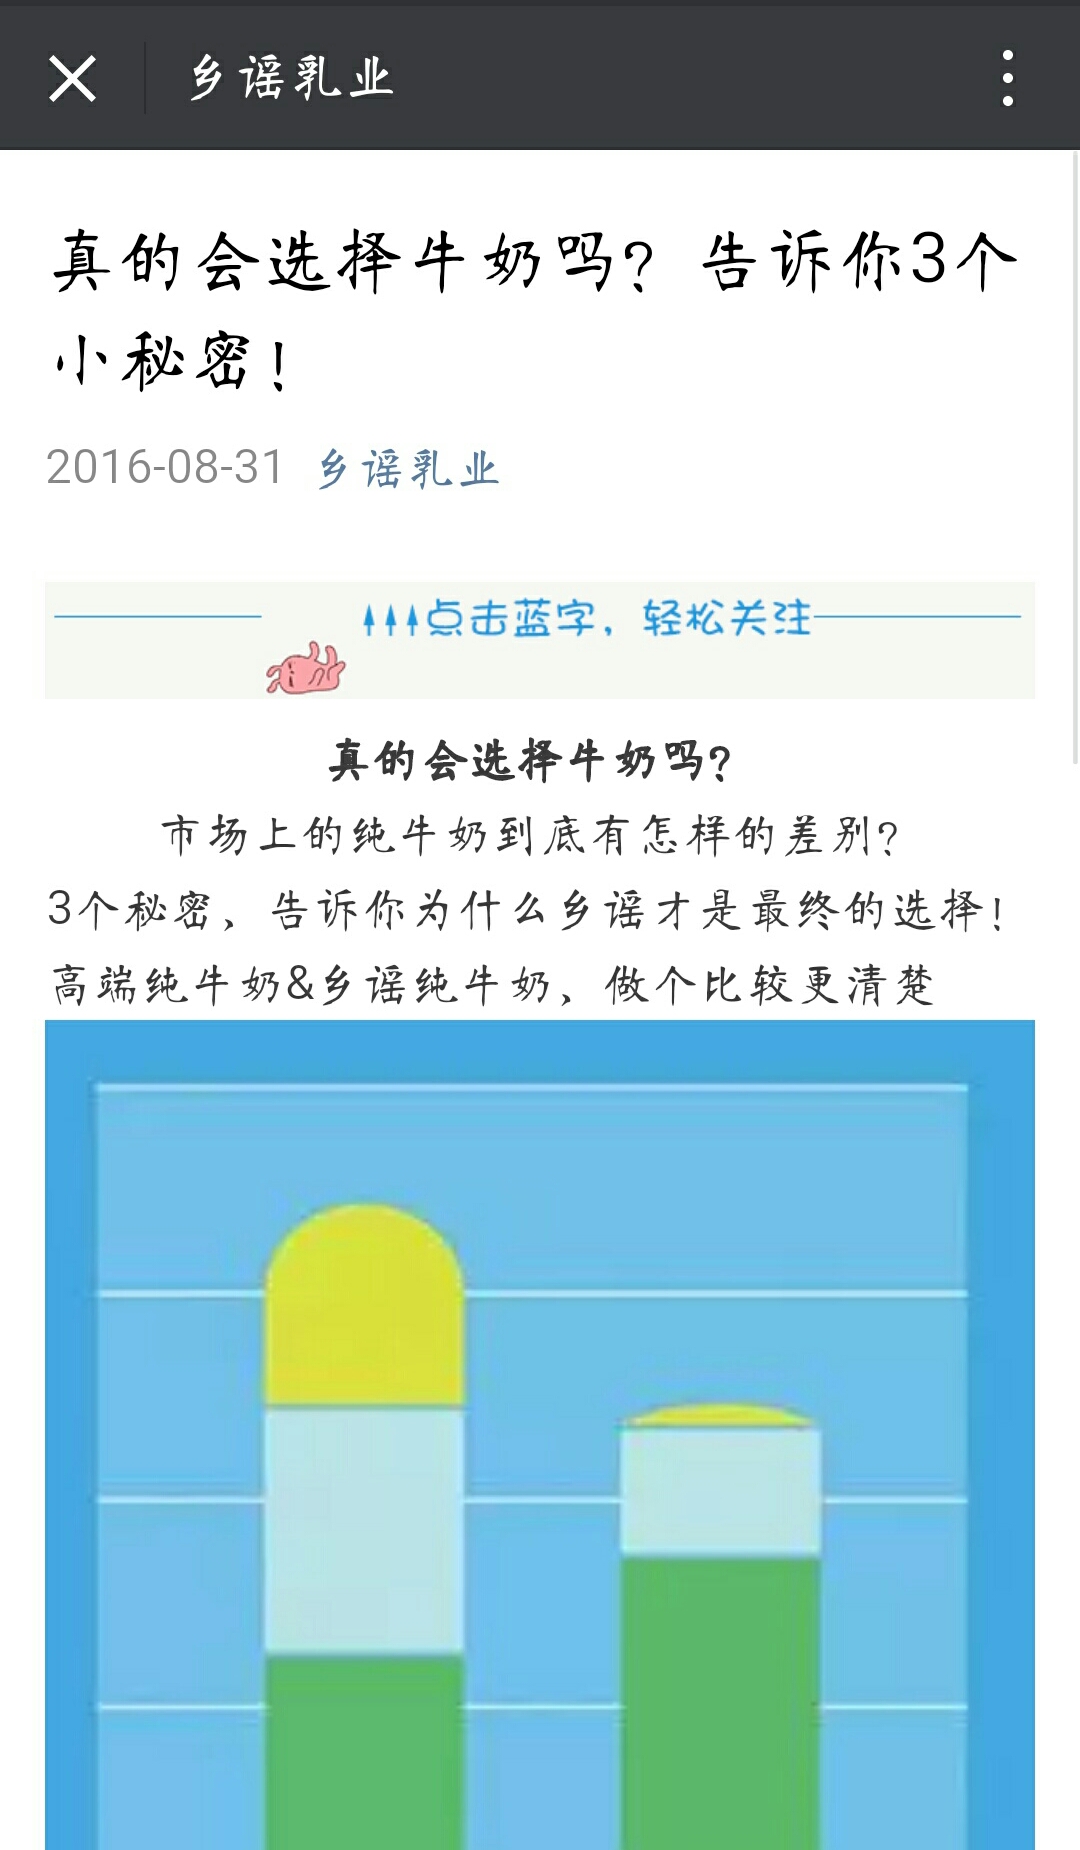 乡谣乳业
真的会选择牛奶吗？告诉你3个
小秘密！
2016-08-31 乡谣乳业
点击蓝字，轻松关注
真的会选择牛奶吗？
市场上的纯牛奶到底有怎样的差别？
3个秘密，告诉你为什么乡谣才是最终的选择！
高端纯牛奶&乡谣纯牛奶，做个比较更清楚